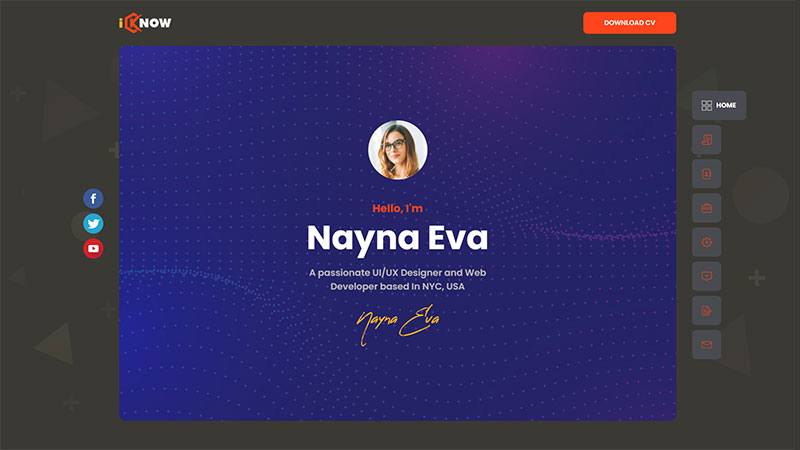 iKNOW
DOWNLOAD CV
HOME
Hello, I'm
Nayna Eva
A passionate UI/UX Designer and Web
Developer based In NYC, USA
Nayna Eva